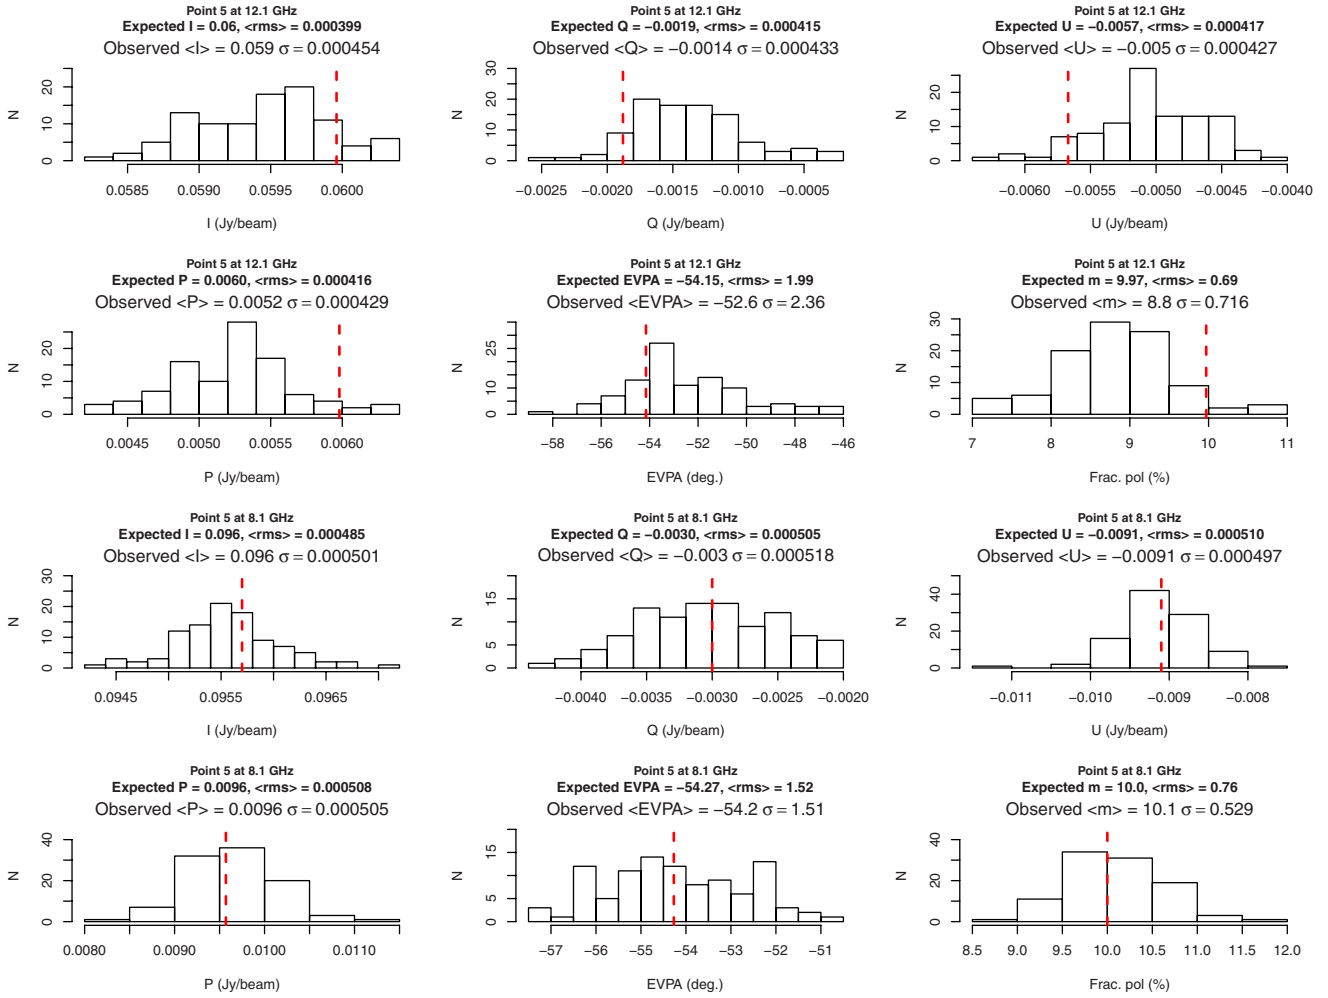 Point 5 at 12.1 GHz
Expected I = 0.06, <rms> = 0.000399
Observed <I> = 0.059 σ = 0.000454
N
0 10 20
0.0585 0.0590 0.0595 0.0600
I (Jy/beam)
Point 5 at 12.1 GHz
Expected Q = −0.0019, <rms> = 0.000415
Observed <Q> = −0.0014 σ = 0.000433
N
0 10 20 30
−0.0025 −0.0020 −0.0015 −0.0010 −0.0005
Q (Jy/beam)
Point 5 at 12.1 GHz
Expected U = −0.0057, <rms> = 0.000417
Observed <U> = −0.005 σ = 0.000427
N
0 10 20
−0.0060 −0.0055 −0.0050 −0.0045 −0.0040
U (Jy/beam)
Point 5 at 12.1 GHz
Expected P = 0.0060, <rms> = 0.000416
Observed <P> = 0.0052 σ = 0.000429
N
0 10 20
0.0045 0.0050 0.0055 0.0060
P (Jy/beam)
Point 5 at 12.1 GHz
Expected EVPA = −54.15, <rms> = 1.99
Observed <EVPA> = −52.6 σ = 2.36
N
0 10 25
−58 −56 −54 −52 −50 −48 −46
EVPA (deg.)
Point 5 at 12.1 GHz
Expected m = 9.97, <rms> = 0.69
Observed <m> = 8.8 σ = 0.716
N
0 10 20 30
7 8 9 10 11
Frac. pol (%)
Point 5 at 8.1 GHz
Expected I = 0.096, <rms> = 0.000485
Observed <I> = 0.096 σ = 0.000501
N
0 10 20 30
0.0945 0.0955 0.0965
I (Jy/beam)
Point 5 at 8.1 GHz
Expected Q = −0.0030, <rms> = 0.000505
Observed <Q> = −0.003 σ = 0.000518
N
0 5 15
−0.0040 −0.0035 −0.0030 −0.0025 −0.0020
Q (Jy/beam)
Point 5 at 8.1 GHz
Expected U = −0.0091, <rms> = 0.000510
Observed <U> = −0.0091 σ = 0.000497
N
0 20 40
−0.011 −0.010 −0.009 −0.008
U (Jy/beam)
Point 5 at 8.1 GHz
Expected P = 0.0096, <rms> = 0.000508
Observed <P> = 0.0096 σ = 0.000505
N
0 20 40
0.0080 0.0090 0.0100 0.0110
P (Jy/beam)
Point 5 at 8.1 GHz
Expected EVPA = −54.27, <rms> = 1.52
Observed <EVPA> = −54.2 σ = 1.51
N
0 5 15
−57 −56 −55 −54 −53 −52 −51
EVPA (deg.)
Point 5 at 8.1 GHz
Expected m = 10.0, <rms> = 0.76
Observed <m> = 10.1 σ = 0.529
N
0 20 40
8.5 9.0 9.5 10.0 10.5 11.0 11.5 12.0
Frac. pol (%)